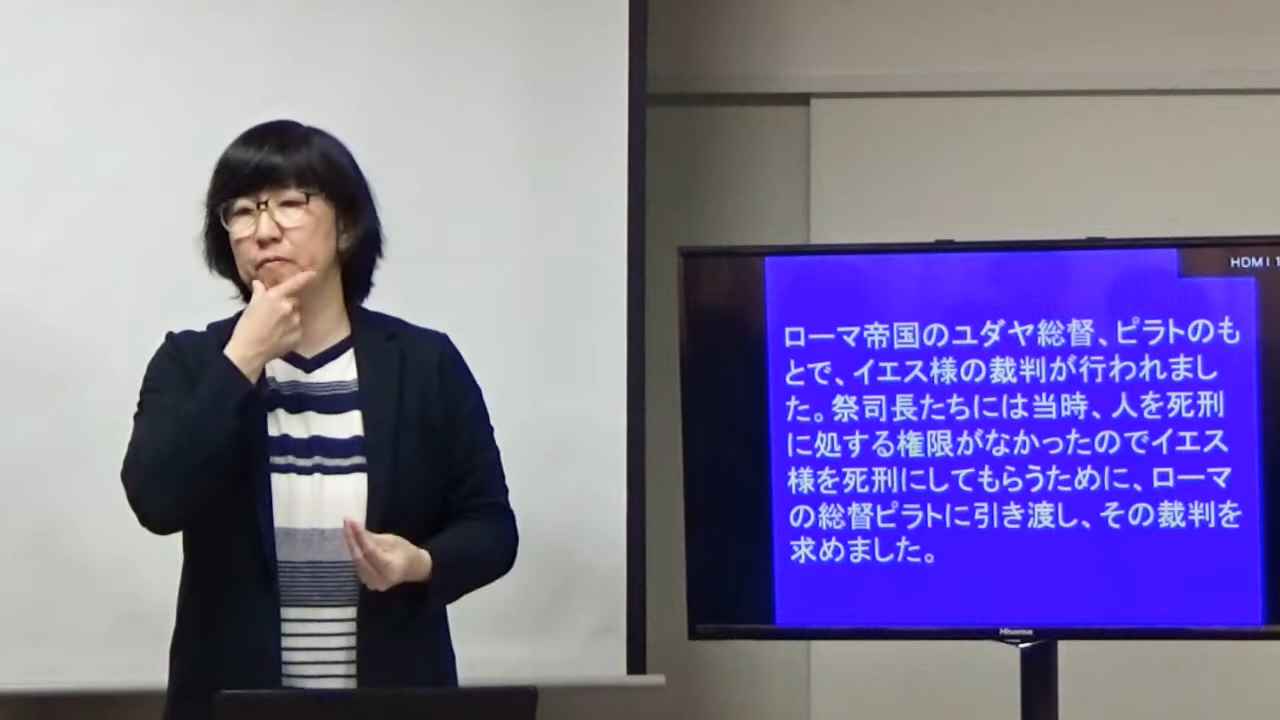 HDMI 1
ローマ帝国のユダヤ総督、ピラトのも
とで、イエス様の裁判が行われまし
た。祭司長たちには当時、人を死刑
に処する権限がなかったのでイエス
様を死刑にしてもらうために、ローマ
の総督ピラトに引き渡し、その裁判を
求めました。
Hisense